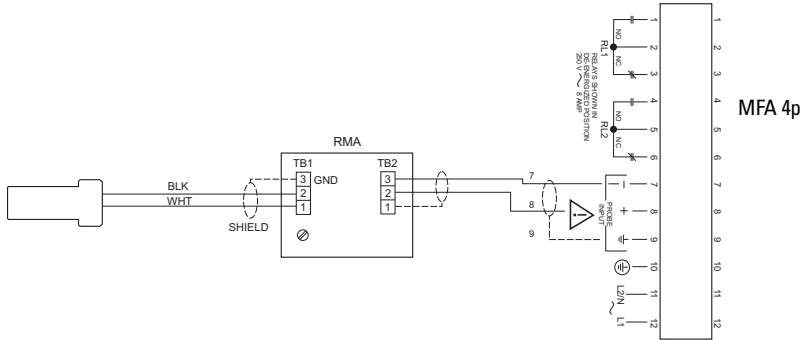 BLK
WHT
SHIELD
RMA
TB1
3 GND
2
1
TB2
3
2
1
7
8
9
RL1
NO
NC
RELAYS SHOWN IN
DE-ENERGIZED POSITION
250 V ~ 8 AMP
RL2
NO
NC
PROBE
INPUT
L2/N
~
L1
1
2
3
4
5
6
7
8
9
10
11
12
1
2
3
4
5
6
7
8
9
10
11
12
MFA 4p